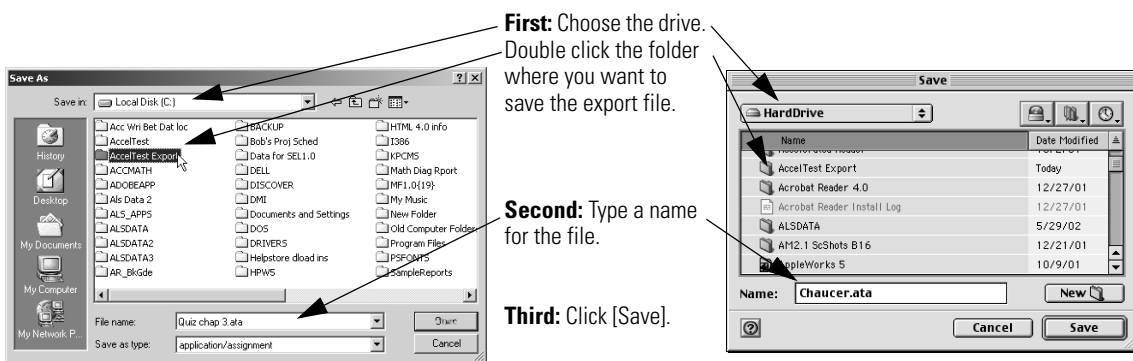 First: Choose the drive.
Double click the folder
where you want to
save the export file.
Second: Type a name
for the file.
Third: Click [Save].
Save As
Save in: Local Disk (C:)
History
Desktop
My Documents
My Computer
My Network P...
Acc Wri Bet Dat loc
AccelTest
AccelTest Export
ACCMATH
ADOBEAPP
Als Data 2
ALS_APPS
ALSDATA
ALSDATA2
ALSDATA3
AR_BkGde
BACKUP
Bob's Proj Sched
Data for SEL1.0
DELL
DISCOVER
DMI
Documents and Settings
DOS
DRIVERS
Helpstore dload ins
HPW5
HTML 4.0 info
I386
KPCMS
Math Diag Rport
MF1.0{19}
My Music
New Folder
Old Computer Folder
Program Files
PSFONTS
SampleReports
File name: Quiz chap 3.ata
Save as type: application/assignment
Cancel
Save
HardDrive
Name Date Modified
AccelTest Export Today
Acrobat Reader 4.0 12/27/01
Acrobat Reader Install Log 12/27/01
ALSDATA 5/29/02
AM2.1 ScShots B16 12/21/01
AppleWorks 5 10/9/01
Name: Chaucer.ata New
Cancel Save